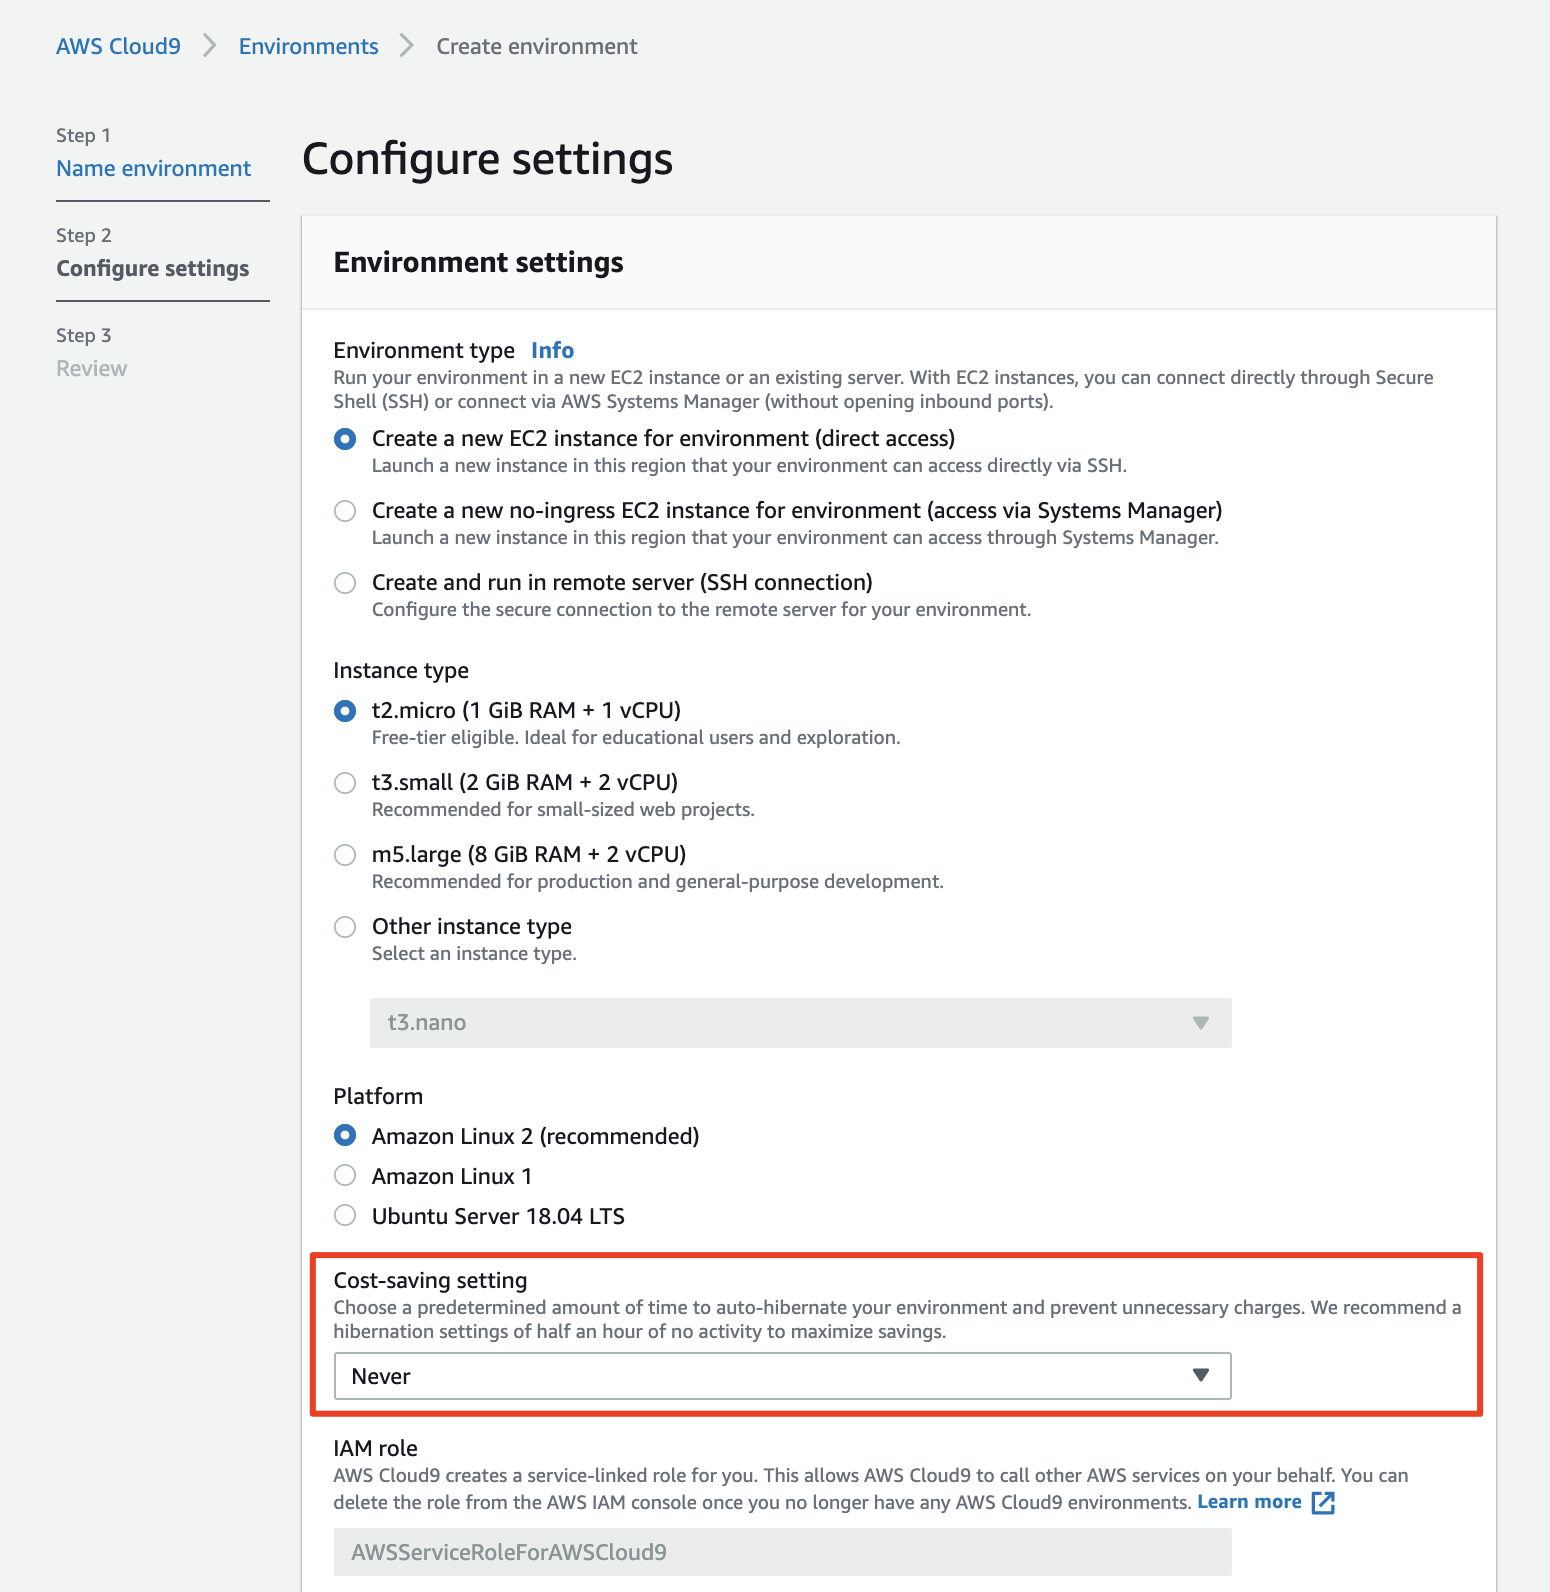 AWS Cloud9 > Environments > Create environment
Step 1
Name environment
Step 2
Configure settings
Step 3
Review
Configure settings
Environment settings
Environment type Info
Run your environment in a new EC2 instance or an existing server. With EC2 instances, you can connect directly through Secure
Shell (SSH) or connect via AWS Systems Manager (without opening inbound ports).
Create a new EC2 instance for environment (direct access)
Launch a new instance in this region that your environment can access directly via SSH.
Create a new no-ingress EC2 instance for environment (access via Systems Manager)
Launch a new instance in this region that your environment can access through Systems Manager.
Create and run in remote server (SSH connection)
Configure the secure connection to the remote server for your environment.
Instance type
t2.micro (1 GiB RAM + 1 vCPU)
Free-tier eligible. Ideal for educational users and exploration.
t3.small (2 GiB RAM + 2 vCPU)
Recommended for small-sized web projects.
m5.large (8 GiB RAM + 2 vCPU)
Recommended for production and general-purpose development.
Other instance type
Select an instance type.
t3.nano
Platform
Amazon Linux 2 (recommended)
Amazon Linux 1
Ubuntu Server 18.04 LTS
Cost-saving setting
Choose a predetermined amount of time to auto-hibernate your environment and prevent unnecessary charges. We recommend a
hibernation settings of half an hour of no activity to maximize savings.
Never
IAM role
AWS Cloud9 creates a service-linked role for you. This allows AWS Cloud9 to call other AWS services on your behalf. You can
delete the role from the AWS IAM console once you no longer have any AWS Cloud9 environments. Learn more
AWSServiceRoleForAWSCloud9